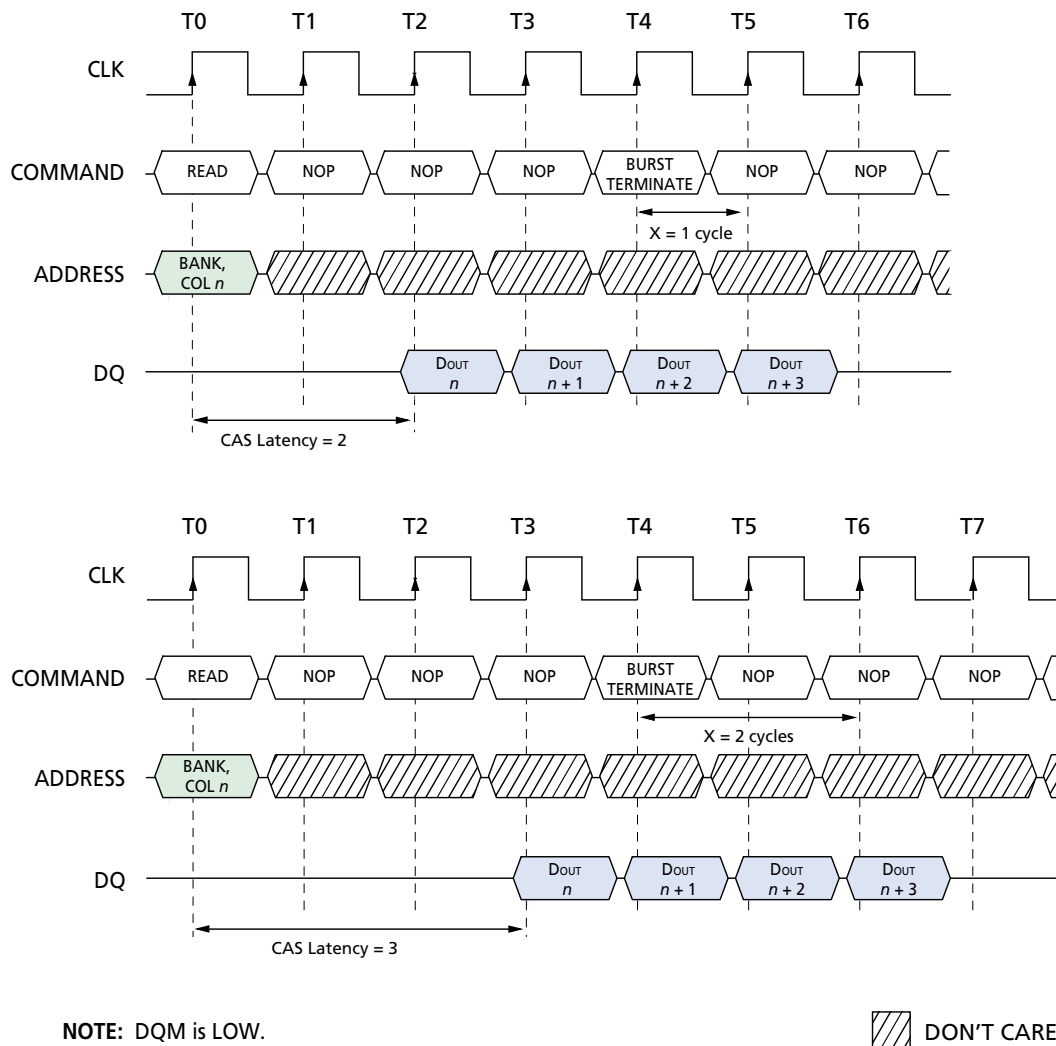 T0 T1 T2 T3 T4 T5 T6
CLK
COMMAND READ NOP NOP NOP BURST TERMINATE NOP NOP
X = 1 cycle
ADDRESS BANK, COL n
DQ DOUT n DOUT n + 1 DOUT n + 2 DOUT n + 3
CAS Latency = 2
T0 T1 T2 T3 T4 T5 T6 T7
CLK
COMMAND READ NOP NOP NOP BURST TERMINATE NOP NOP NOP
X = 2 cycles
ADDRESS BANK, COL n
DQ DOUT n DOUT n + 1 DOUT n + 2 DOUT n + 3
CAS Latency = 3
NOTE: DQM is LOW. DON'T CARE